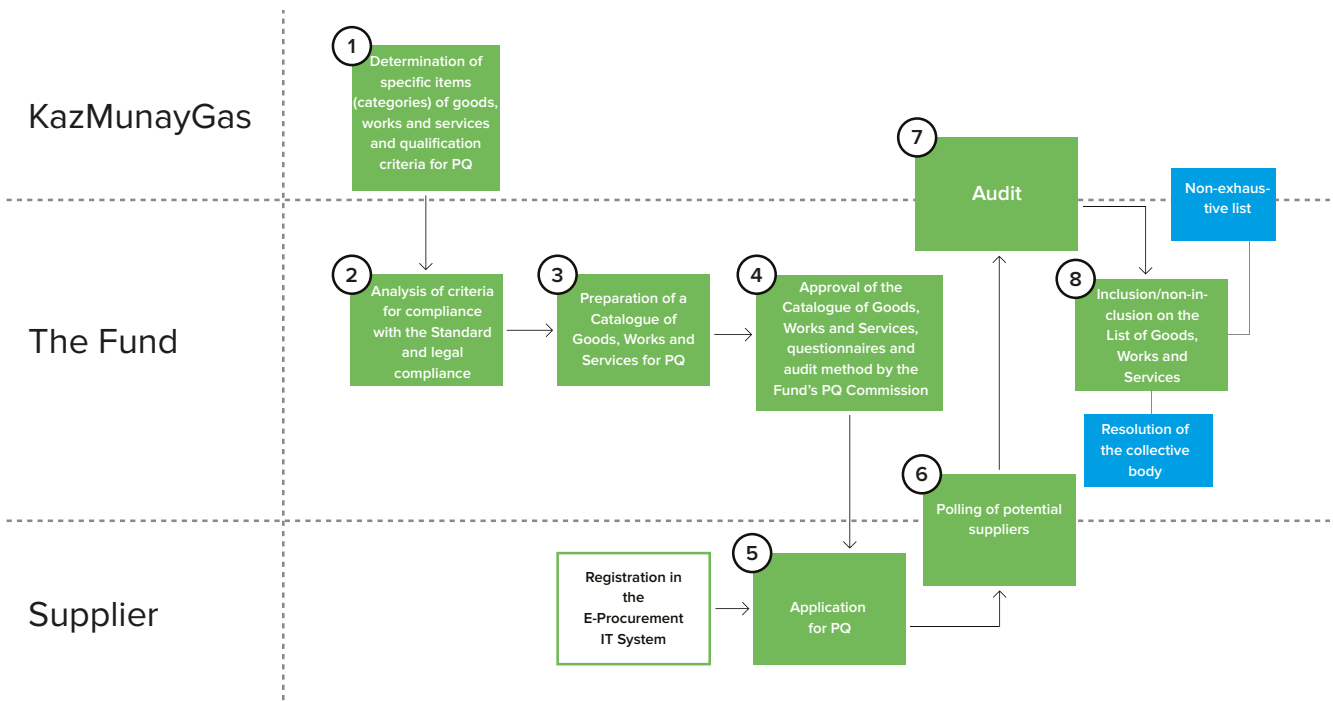 KazMunayGas
1
Determination of
specific items
(categories) of goods,
works and services
and qualification
criteria for PQ
7
Audit
Non-exhaus-
tive list
The Fund
2
Analysis of criteria
for compliance
with the Standard
and legal
compliance
3
Preparation of a
Catalogue of
Goods, Works and
Services for PQ
4
Approval of the
Catalogue of Goods,
Works and Services,
questionnaires and
audit method by the
Fund's PQ Commission
8
Inclusion/non-in-
clusion on the
List of Goods,
Works and
Services
Resolution of
the collective
body
6
Polling of potential
suppliers
Supplier
Registration in
the
E-Procurement
IT System
5
Application
for PQ